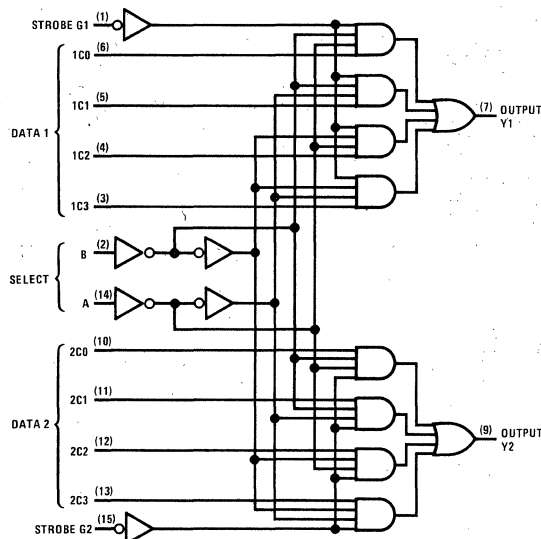 STROBE G1 (1)
1C0 (6)
1C1 (5)
DATA 1
1C2 (4)
1C3 (3)
(7) OUTPUT
Y1
B (2)
SELECT
A (14)
2C0 (10)
2C1 (11)
DATA 2
2C2 (12)
2C3 (13)
(9) OUTPUT
Y2
STROBE G2 (15)